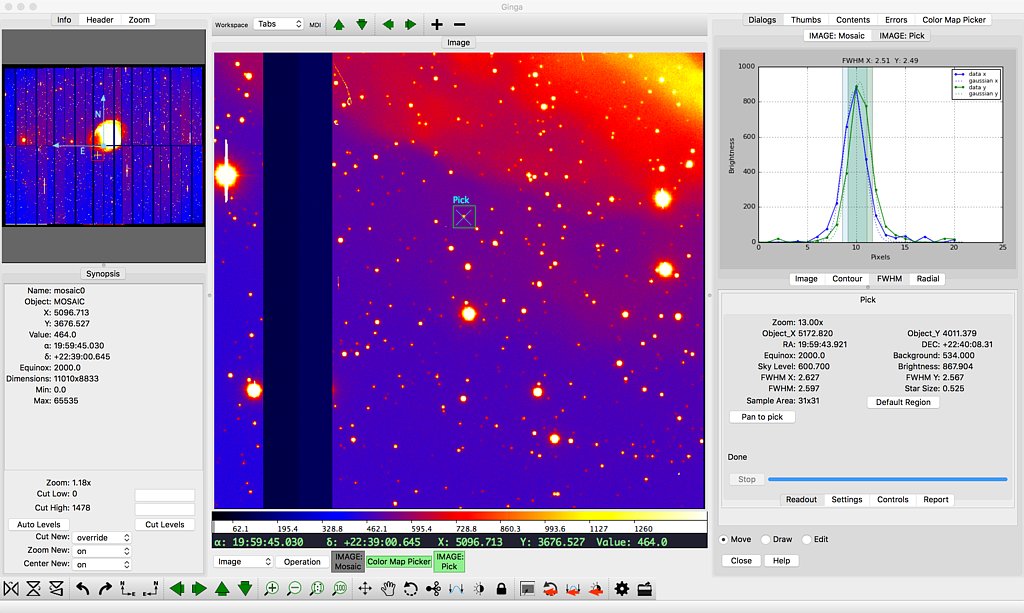 Ginga
Info Header Zoom
N
E
Synopsis
Name: mosaic0
Object: MOSAIC
X: 5096.713
Y: 3676.527
Value: 464.0
α: 19:59:45.030
δ: +22:39:00.645
Equinox: 2000.0
Dimensions: 11010x8833
Min: 0.0
Max: 65535
Zoom: 1.18x
Cut Low: 0
Cut High: 1478
Auto Levels Cut Levels
Cut New: override
Zoom New: on
Center New: on
Workspace Tabs MDI
Image
Pick
62.1 195.4 328.8 462.1 595.4 728.8 860.3 993.6 1127 1260
α: 19:59:45.030 δ: +22:39:00.645 X: 5096.713 Y: 3676.527 Value: 464.0
Image Operation IMAGE: Mosaic Color Map Picker IMAGE: Pick
Dialogs Thumbs Contents Errors Color Map Picker
IMAGE: Mosaic IMAGE: Pick
FWHM X: 2.51 Y: 2.49
data x
gaussian x
data y
gaussian y
1000
800
600
400
200
0
Brightness
0 5 10 15 20 25
Pixels
Image Contour FWHM Radial
Pick
Zoom: 13.00x
Object_X 5172.820 Object_Y 4011.379
RA: 19:59:43.921 DEC: +22:40:08.31
Equinox: 2000.0 Background: 534.000
Sky Level: 600.700 Brightness: 867.904
FWHM X: 2.627 FWHM Y: 2.567
FWHM: 2.597 Star Size: 0.525
Sample Area: 31x31 Default Region
Pan to pick
Done
Stop
Readout Settings Controls Report
Move Draw Edit
Close Help
E N E N
100